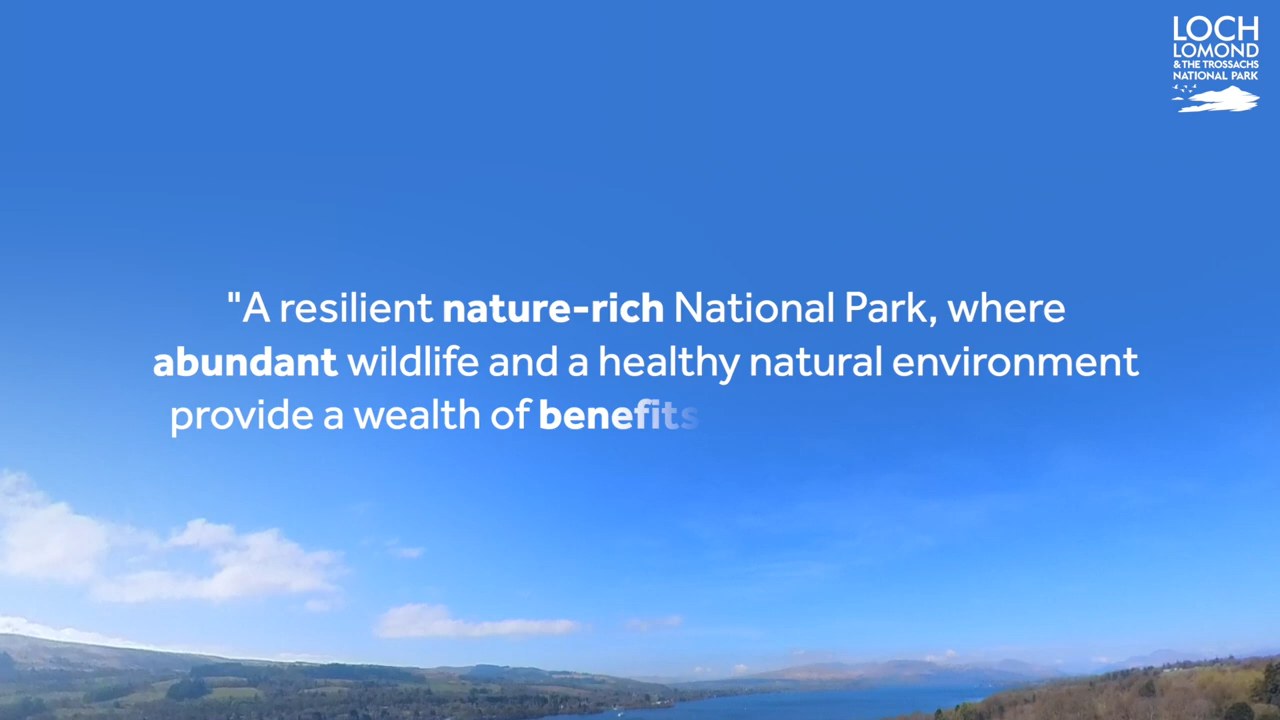 LOCH
LOMOND
& THE TROSSACHS
NATIONAL PARK
"A resilient nature-rich National Park, where
abundant wildlife and a healthy natural environment
provide a wealth of benefits